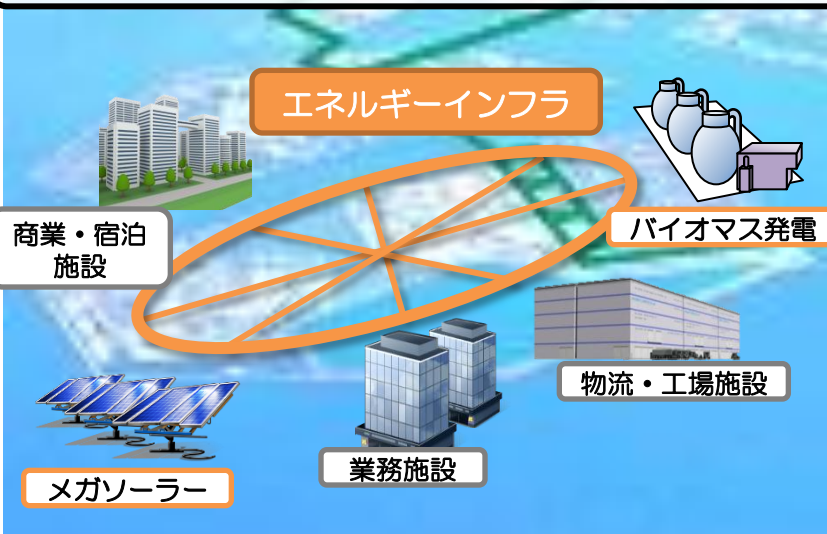 エネルギーインフラ
バイオマス発電
商業・宿泊
施設
物流・工場施設
業務施設
メガソーラー